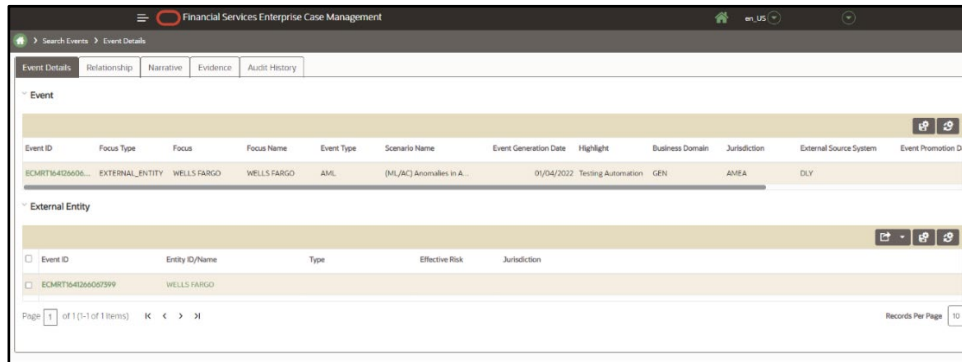 Financial Services Enterprise Case Management en_US
> Search Events > Event Details
Event Details Relationship Narrative Evidence Audit History
Event
Event ID Focus Type Focus Focus Name Event Type Scenario Name Event Generation Date Highlight Business Domain Jurisdiction External Source System Event Promotion D
ECMRT164126606... EXTERNAL_ENTITY WELLS FARGO WELLS FARGO AML (ML/AC) Anomalies in A... 01/04/2022 Testing Automation GEN AMEA DLY
External Entity
Event ID Entity ID/Name Type Effective Risk Jurisdiction
ECMRT1641266067399 WELLS FARGO
Page 1 of 1 (1-1 of 1 items) K < > >| Records Per Page 10